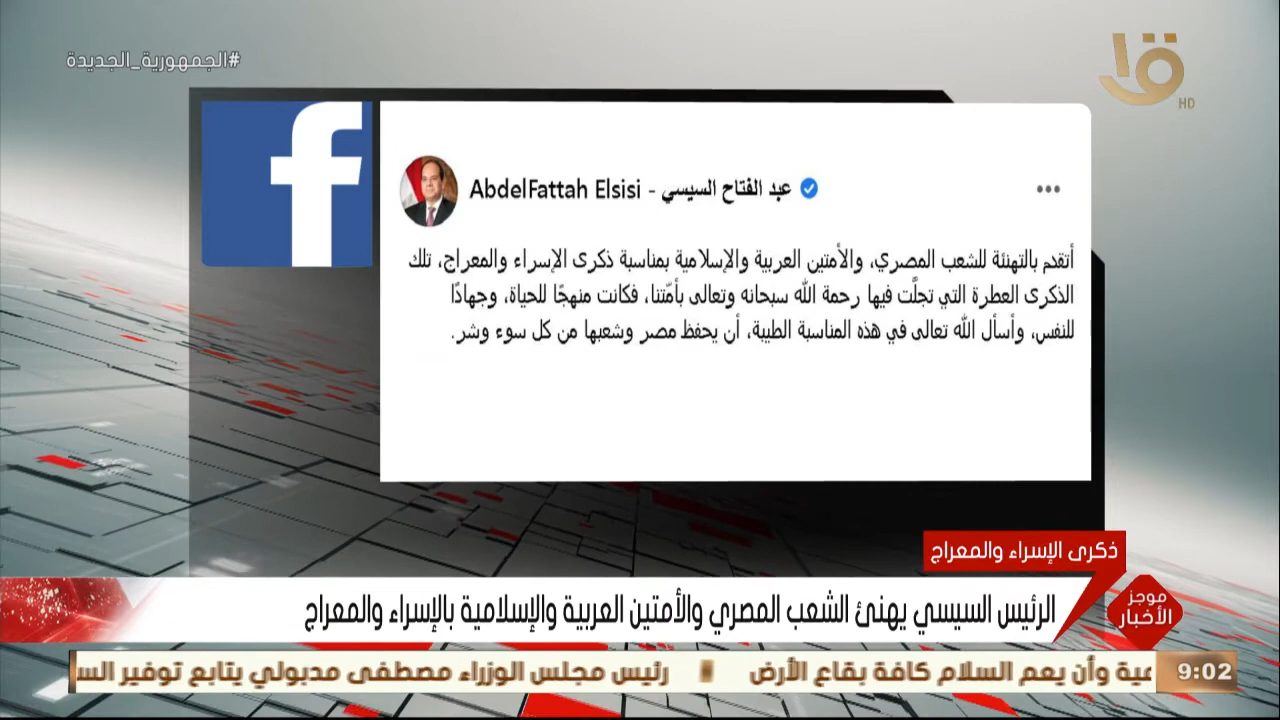 #الجمهورية_الجديدة
HD
AbdelFattah Elsisi - عبد الفتاح السيسي
أتقدم بالتهنئة للشعب المصري، والأمتين العربية والإسلامية بمناسبة ذكرى الإسراء والمعراج، تلك
الذكرى العطرة التي تجلَّت فيها رحمة الله سبحانه وتعالى بأمّتنا، فكانت منهجًا للحياة، وجهادًا
للنفس، وأسأل الله تعالى في هذه المناسبة الطيبة، أن يحفظ مصر وشعبها من كل سوء وشر.
ذكرى الإسراء والمعراج
موجز
الأخبار
الرئيس السيسي يهنئ الشعب المصري والأمتين العربية والإسلامية بالإسراء والمعراج
وأن يعم السلام كافة بقاع الأرض
رئيس مجلس الوزراء مصطفى مدبولي يتابع توفير
9:02